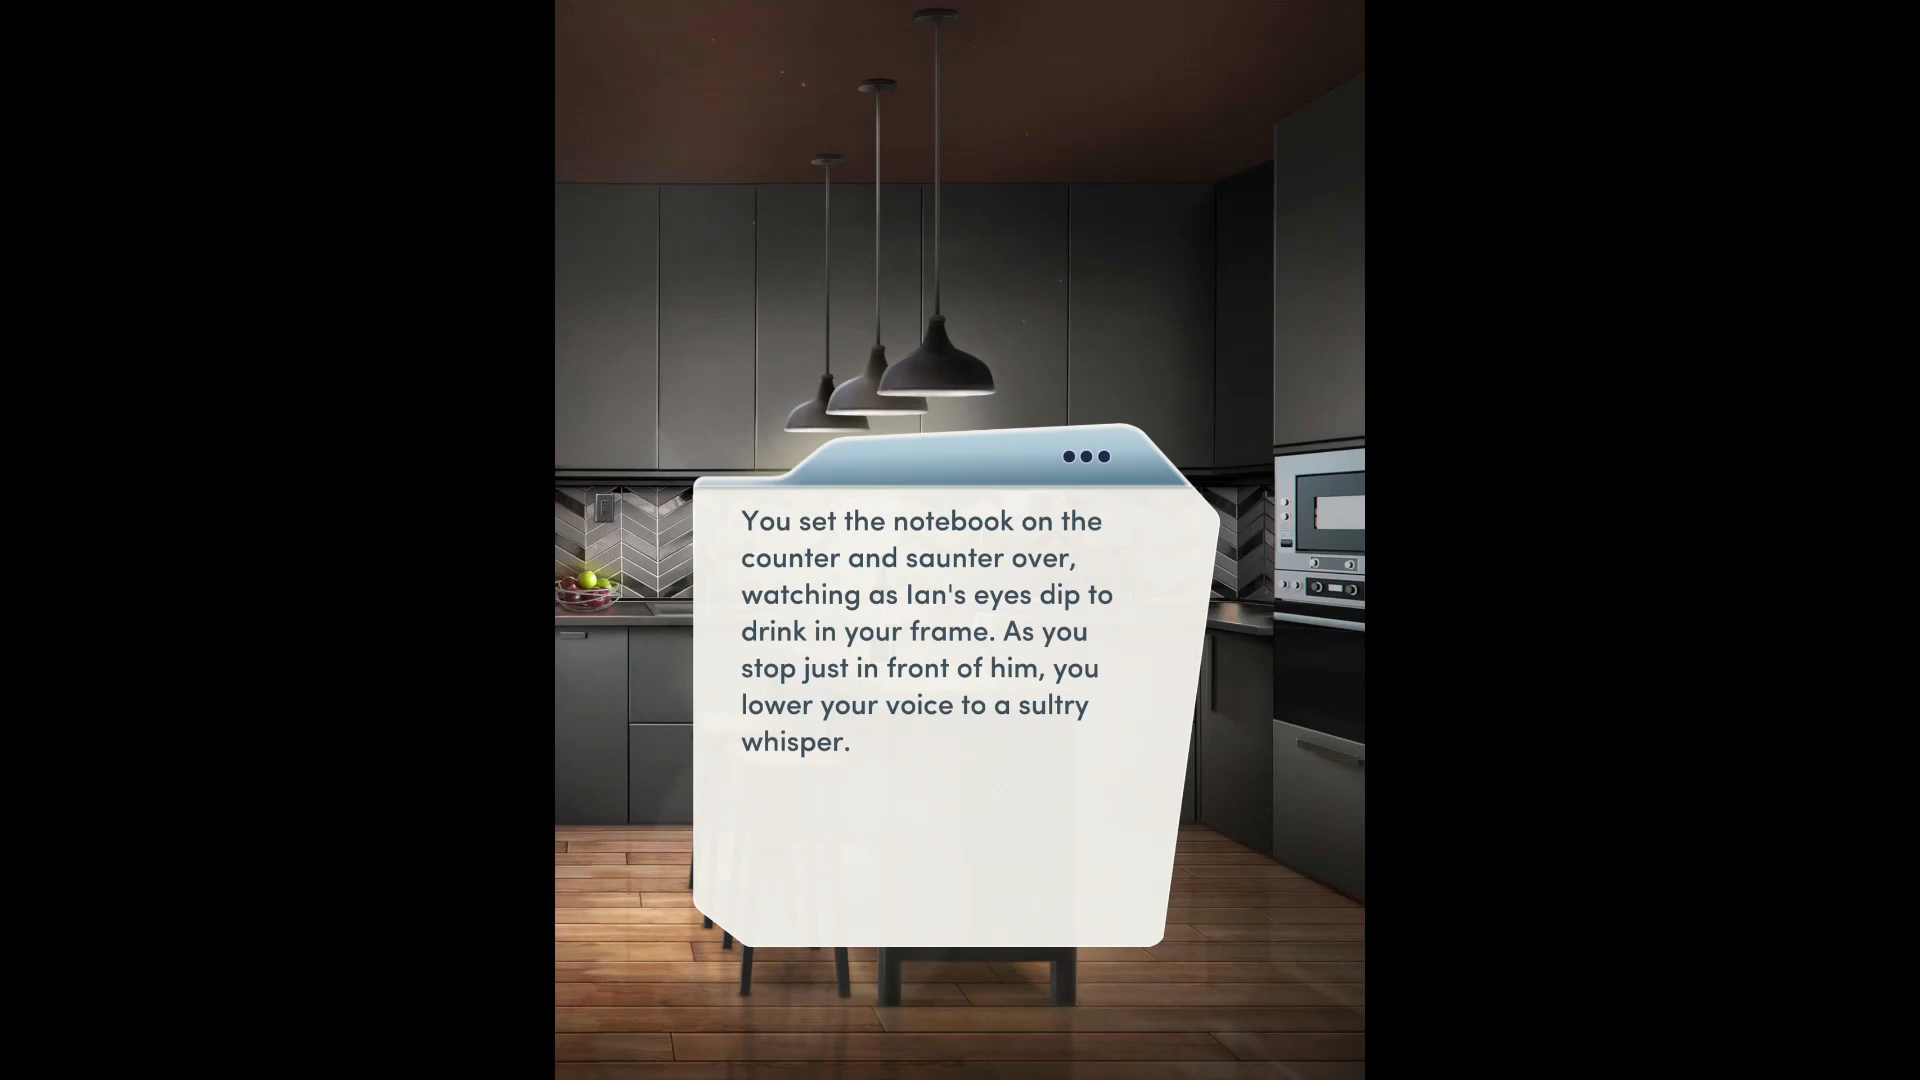 You set the notebook on the
counter and saunter over,
watching as Ian's eyes dip to
drink in your frame. As you
stop just in front of him, you
lower your voice to a sultry
whisper.